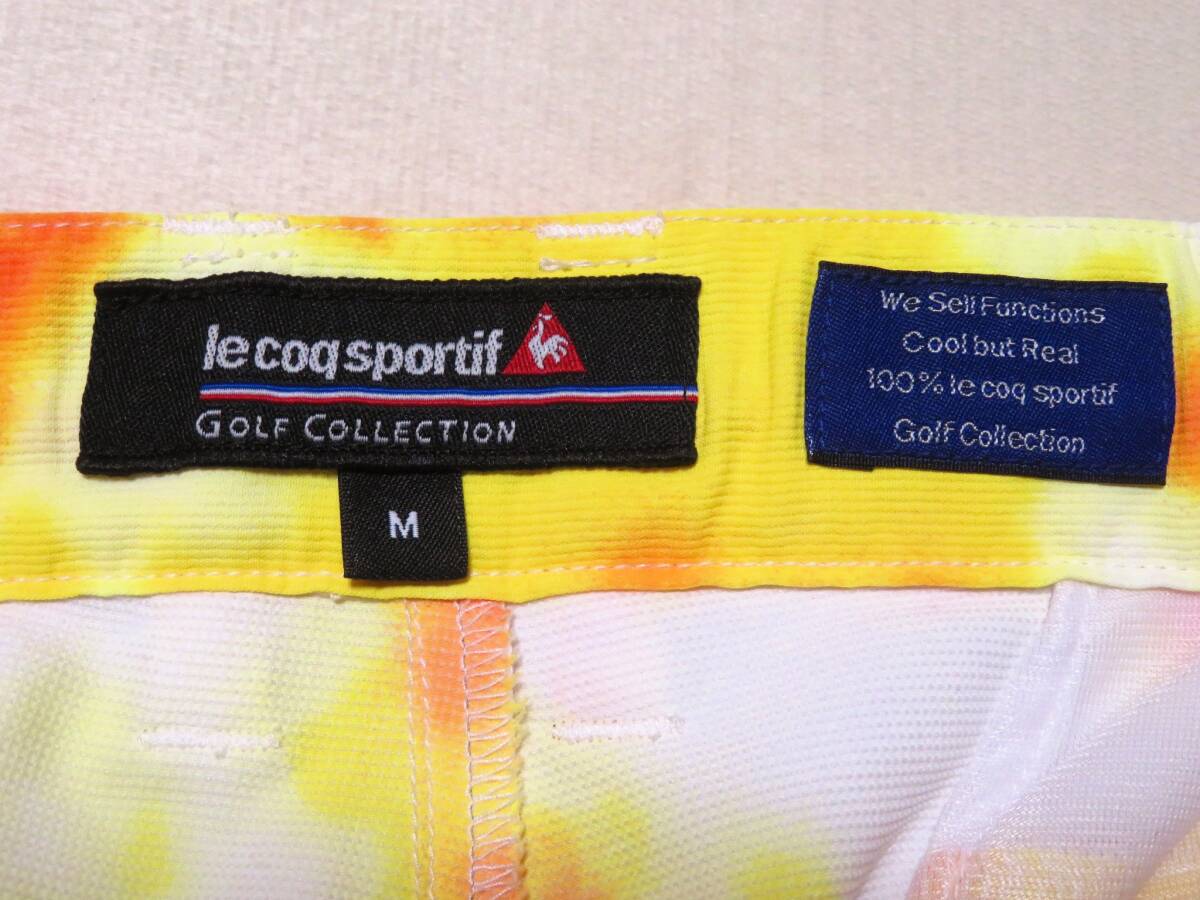 le coq sportif
GOLF COLLECTION
M
We Sell Functions
Cool but Real
100% le coq sportif
Golf Collection